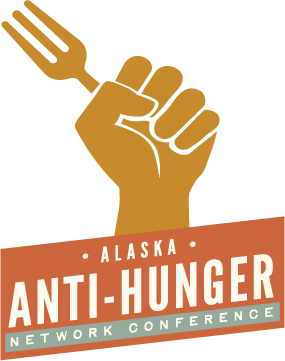 • ALASKA •
ANTI-HUNGER
NETWORK CONFERENCE